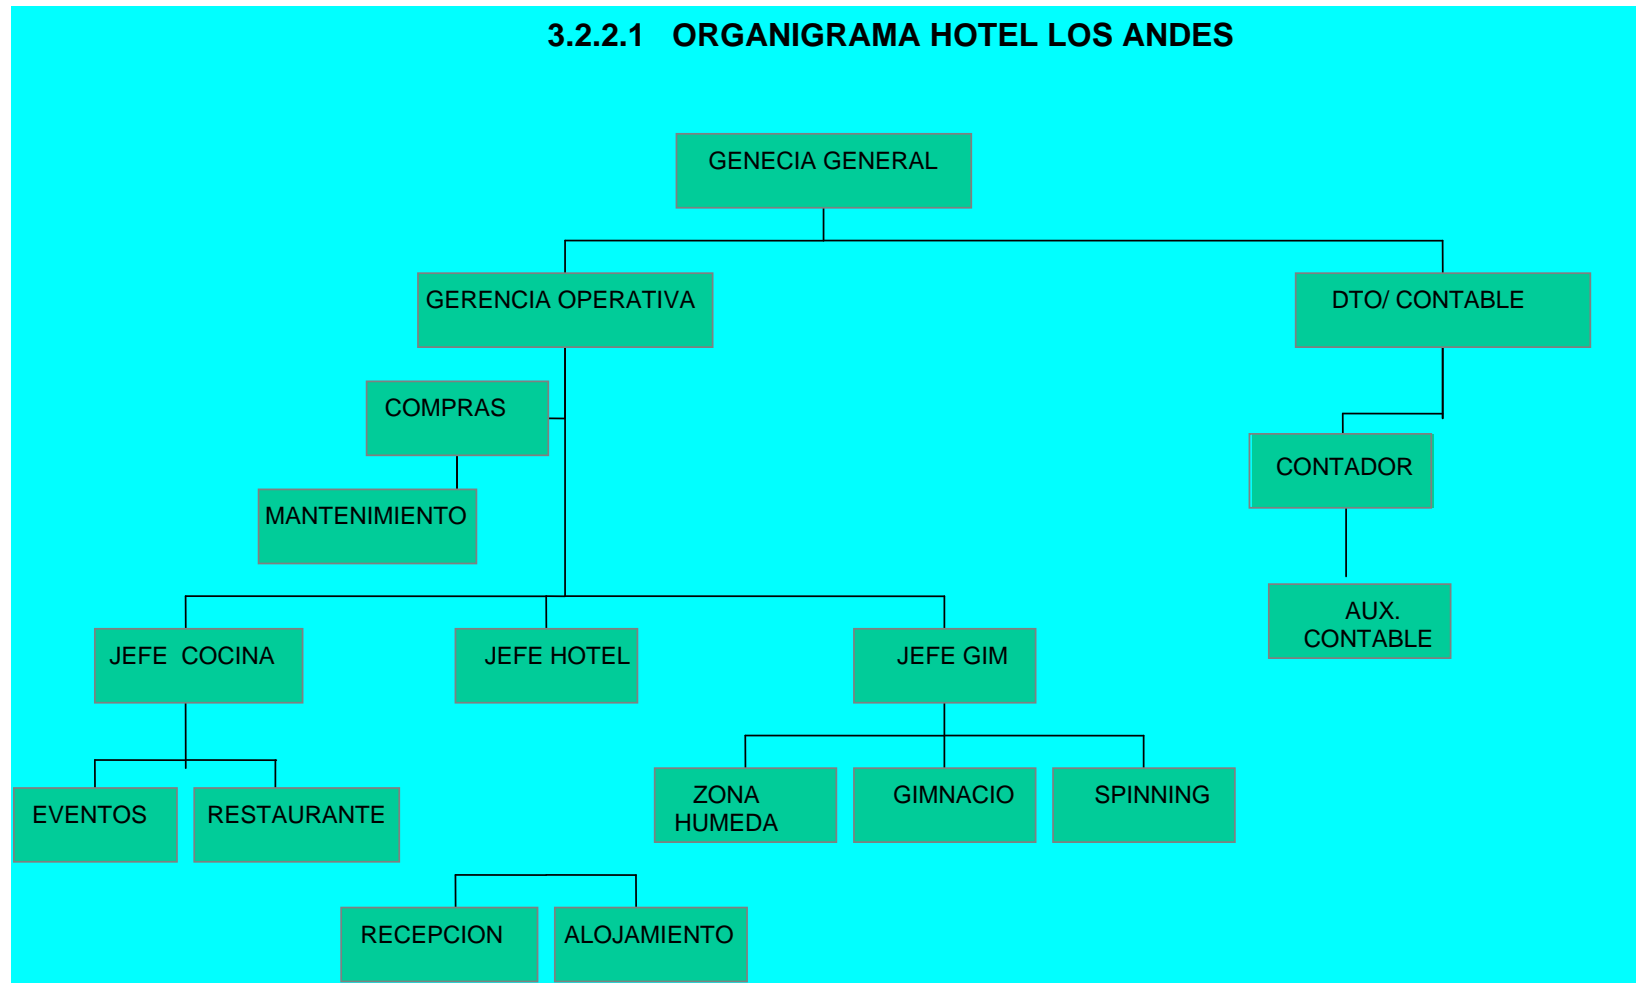 3.2.2.1 ORGANIGRAMA HOTEL LOS ANDES
GENECIA GENERAL
GERENCIA OPERATIVA
DTO/ CONTABLE
COMPRAS
CONTADOR
MANTENIMIENTO
AUX.
CONTABLE
JEFE COCINA
JEFE HOTEL
JEFE GIM
EVENTOS
RESTAURANTE
ZONA
HUMEDA
GIMNACIO
SPINNING
RECEPCION
ALOJAMIENTO